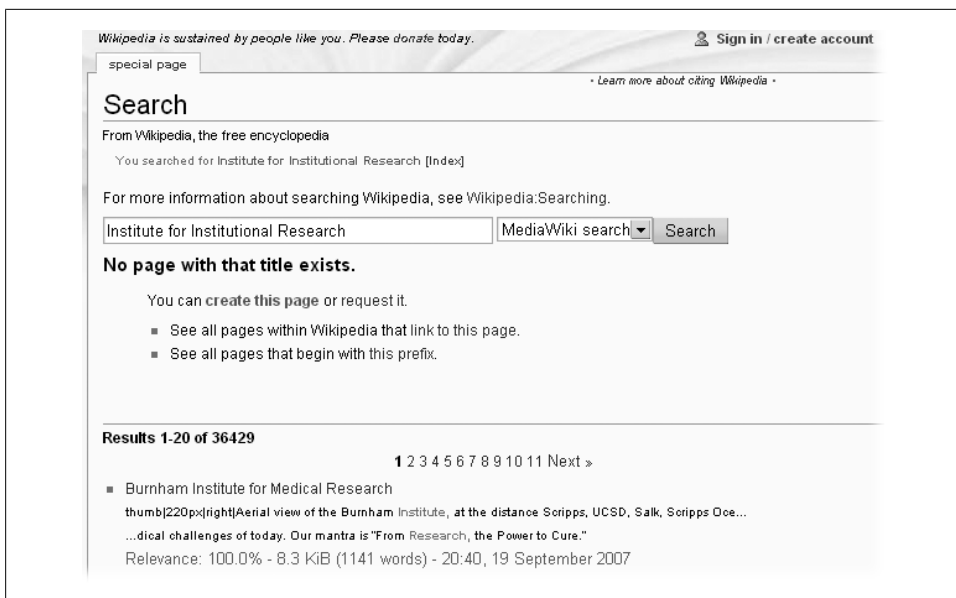 Wikipedia is sustained by people like you. Please donate today.
Sign in / create account
special page
• Learn more about citing Wikipedia •
Search
From Wikipedia, the free encyclopedia
You searched for Institute for Institutional Research [Index]
For more information about searching Wikipedia, see Wikipedia:Searching.
Institute for Institutional Research MediaWiki search Search
No page with that title exists.
You can create this page or request it.
See all pages within Wikipedia that link to this page.
See all pages that begin with this prefix.
Results 1-20 of 36429
1 2 3 4 5 6 7 8 9 10 11 Next »
Burnham Institute for Medical Research
thumb|220px|right|Aerial view of the Burnham Institute, at the distance Scripps, UCSD, Salk, Scripps Oce...
...dical challenges of today. Our mantra is "From Research, the Power to Cure."
Relevance: 100.0% - 8.3 KiB (1141 words) - 20:40, 19 September 2007